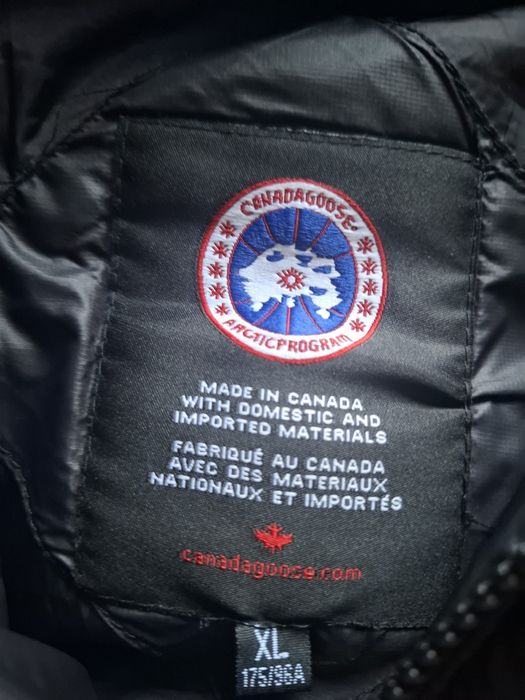 CANADA GOOSE
ARCTIC PROGRAM
MADE IN CANADA
WITH DOMESTIC AND
IMPORTED MATERIALS
FABRIQUÉ AU CANADA
AVEC DES MATERIAUX
NATIONAUX ET IMPORTÉS
canadagoose.com
XL
175/96A